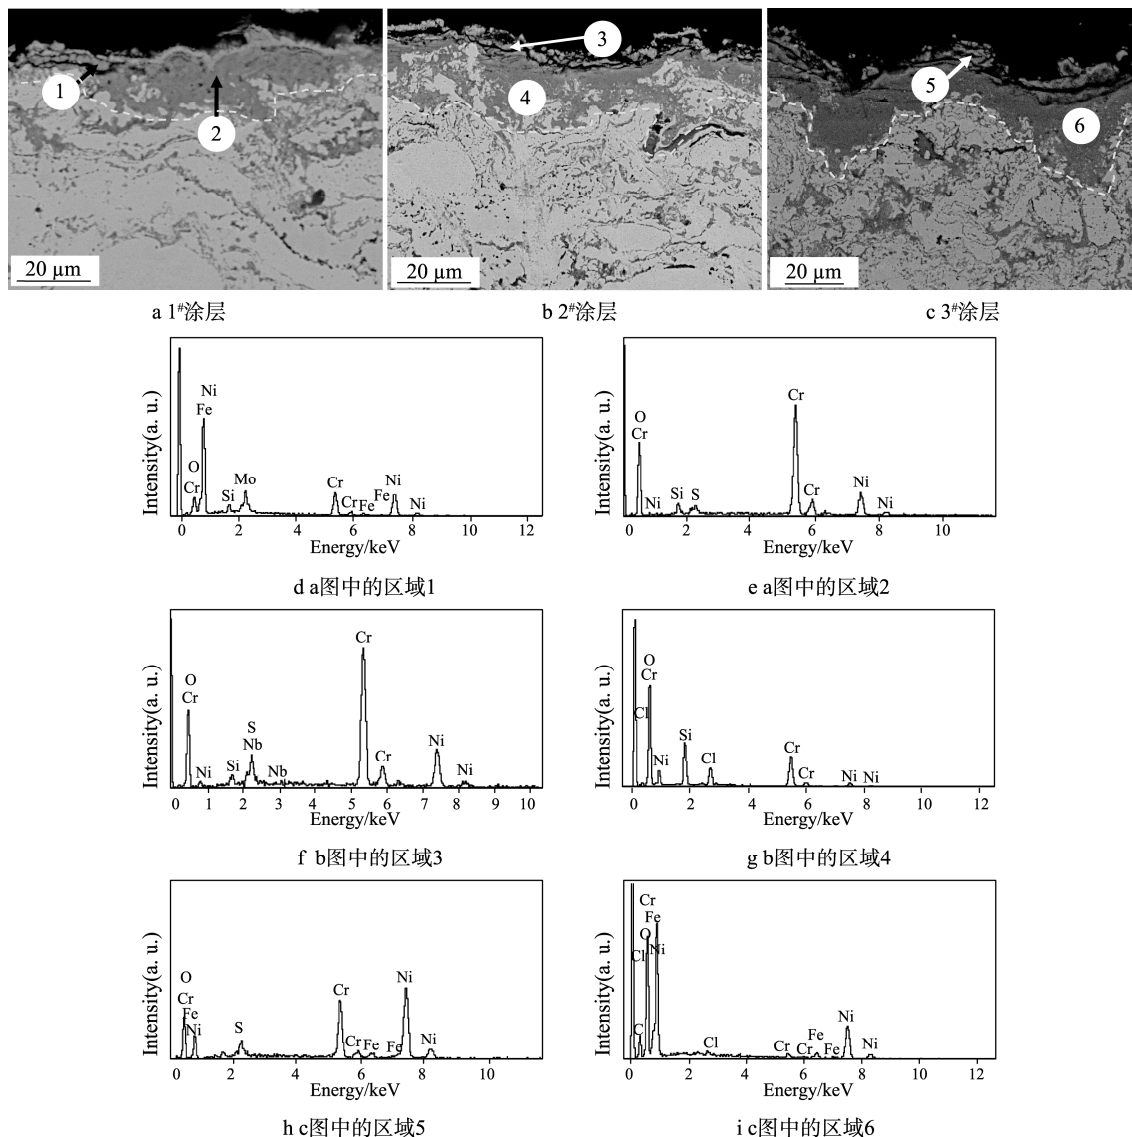 1
2
20 μm
3
4
20 μm
5
6
20 μm
a 1#涂层
b 2#涂层
c 3#涂层
Intensity(a. u.)
Ni
Fe
O
Cr
Si
Mo
Cr
Cr
Fe
Fe
Ni
Ni
0 2 4 6 8 10 12
Energy/keV
d a图中的区域1
Intensity(a. u.)
O
Cr
Ni
Si
S
Cr
Cr
Ni
Ni
0 2 4 6 8 10
Energy/keV
e a图中的区域2
Intensity(a. u.)
O
Cr
Ni
Si
S
Nb
Nb
Cr
Cr
Ni
Ni
0 1 2 3 4 5 6 7 8 9 10
Energy/keV
f b图中的区域3
Intensity(a. u.)
O
Cr
Cl
Ni
Si
Cl
Cr
Cr
Ni
Ni
0 2 4 6 8 10 12
Energy/keV
g b图中的区域4
Intensity(a. u.)
O
Cr
Fe
Ni
S
Cr
Cr
Fe
Fe
Ni
Ni
0 2 4 6 8 10
Energy/keV
h c图中的区域5
Intensity(a. u.)
Cr
Fe
O
Ni
Cl
C
Cl
Cr
Cr
Fe
Fe
Ni
Ni
0 2 4 6 8 10 12
Energy/keV
i c图中的区域6